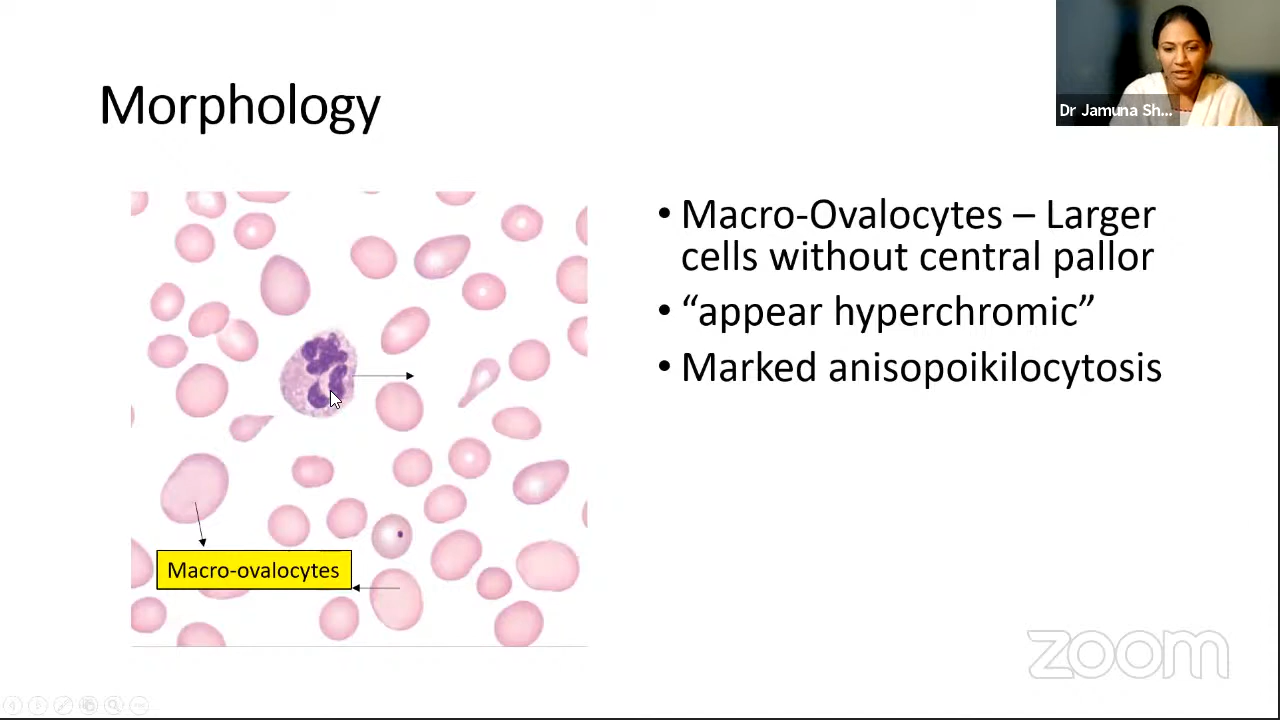 Dr Jamuna Sh...
Morphology
• Macro-Ovalocytes – Larger
cells without central pallor
• “appear hyperchromic”
• Marked anisopoikilocytosis
Macro-ovalocytes
zoom